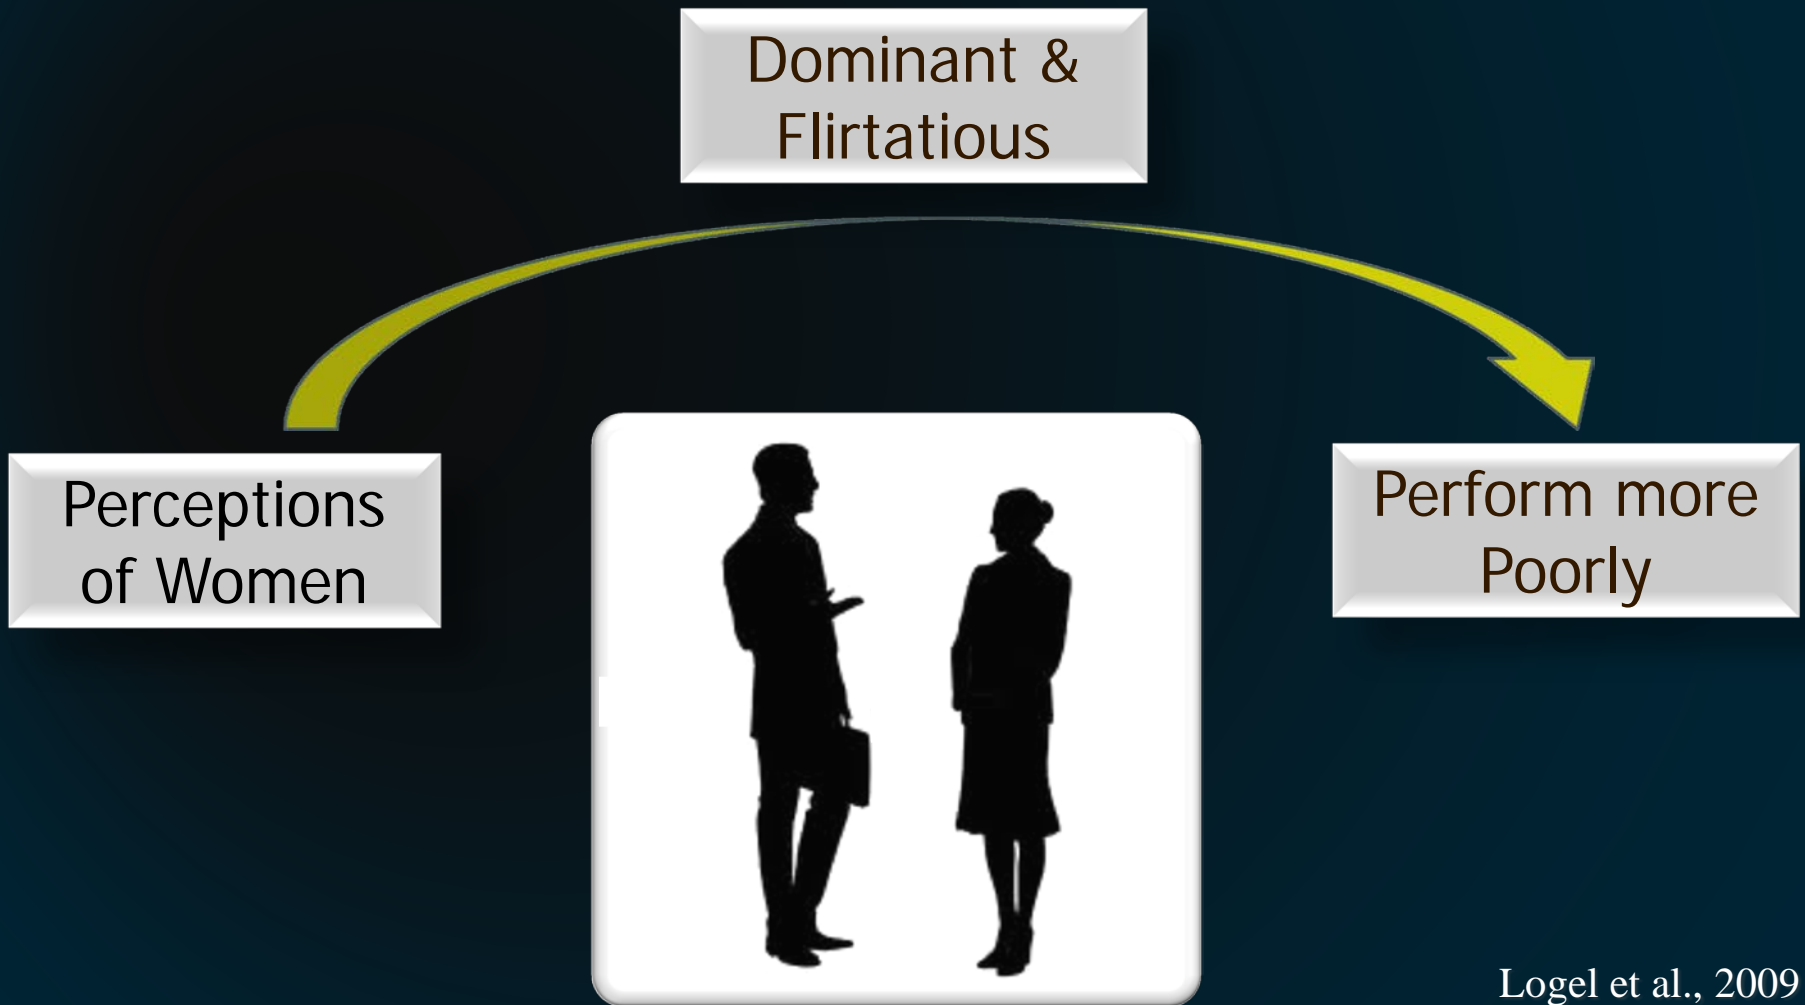 Dominant &
Flirtatious
Perceptions
of Women
Perform more
Poorly
Logel et al., 2009